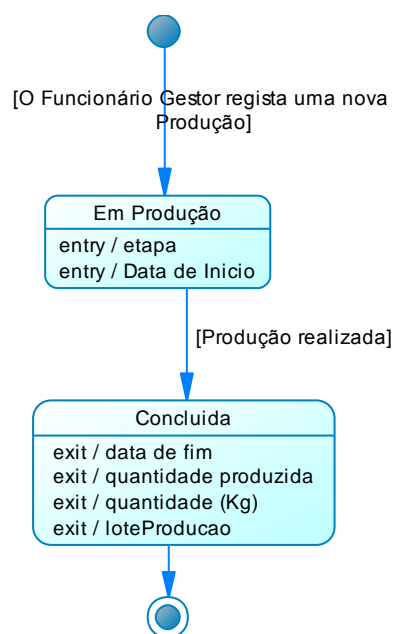 [O Funcionário Gestor regista uma nova
Produção]
Em Produção
entry / etapa
entry / Data de Inicio
[Produção realizada]
Concluida
exit / data de fim
exit / quantidade produzida
exit / quantidade (Kg)
exit / loteProducao